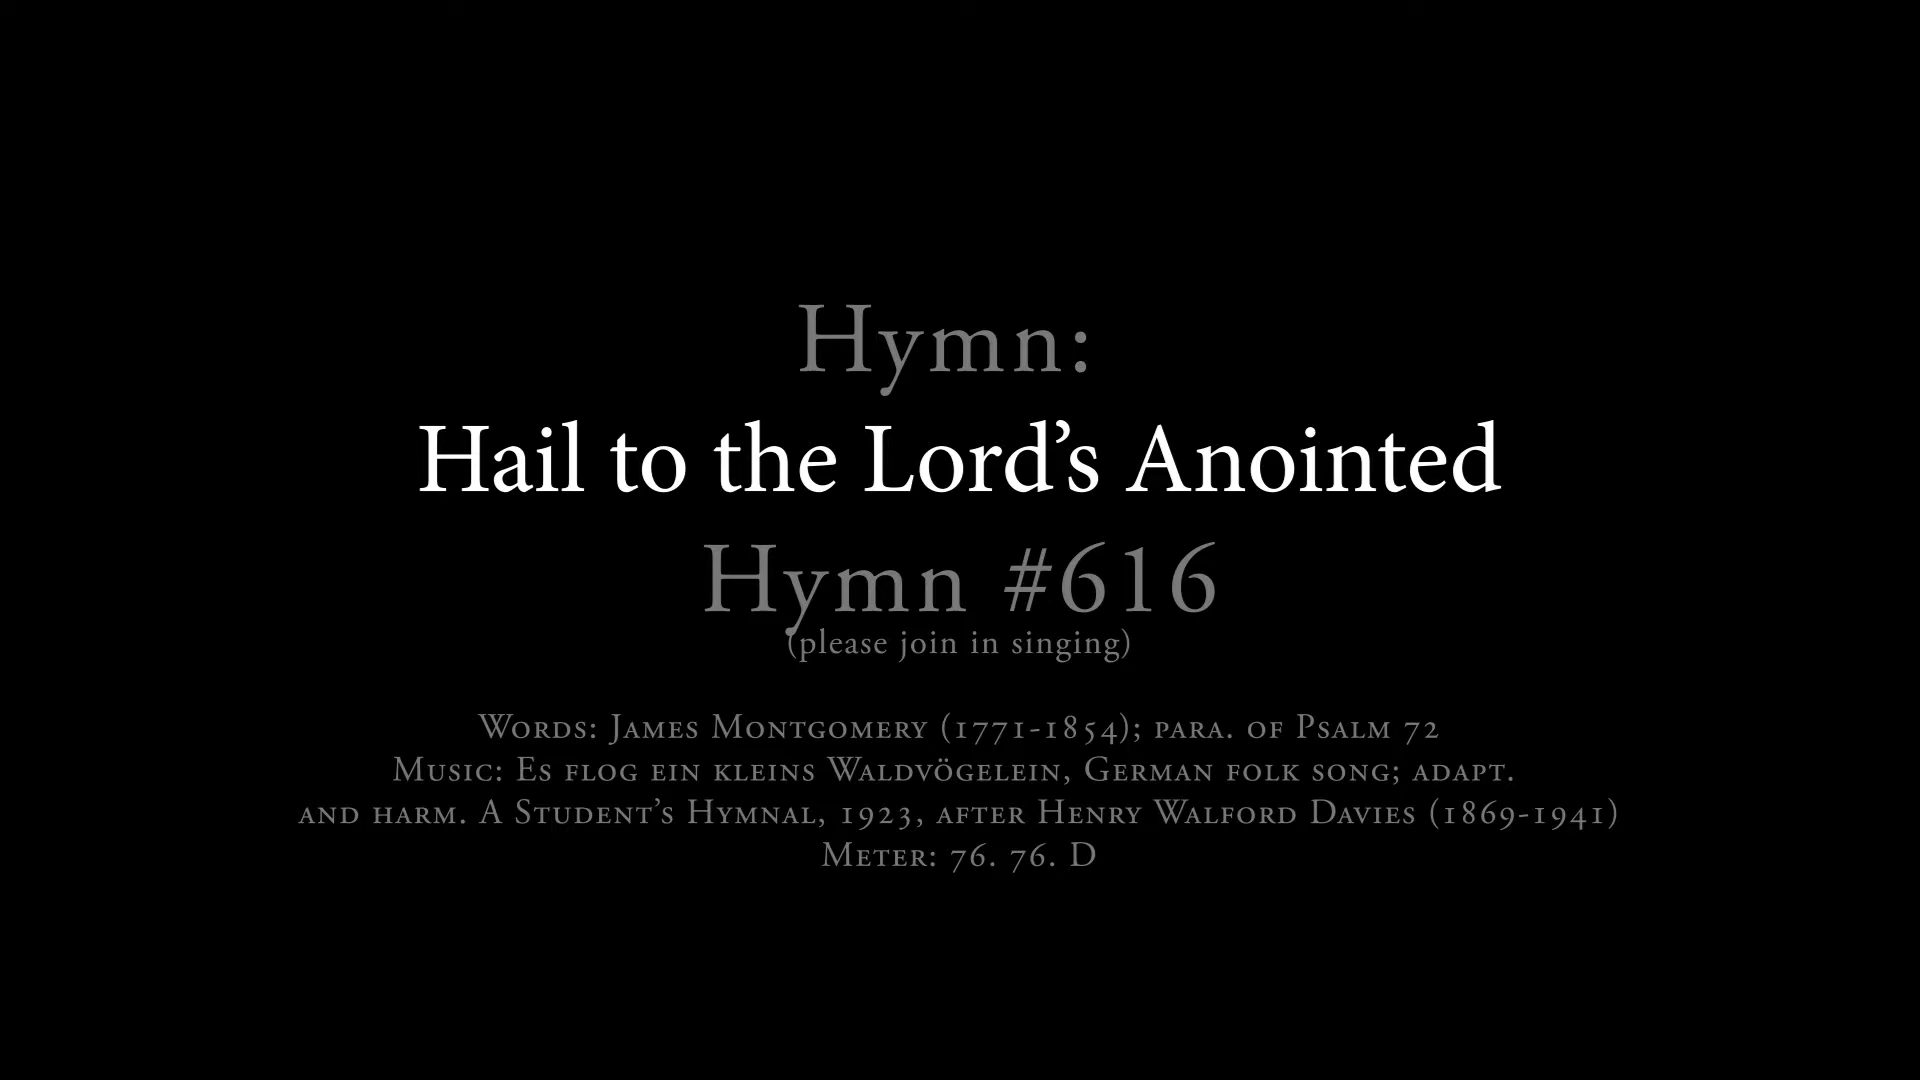 Hymn:
Hail to the Lord’s Anointed
Hymn #616
(please join in singing)
Words: James Montgomery (1771-1854); para. of Psalm 72
Music: Es flog ein kleins Waldvögelein, German folk song; adapt.
and harm. A Student’s Hymnal, 1923, after Henry Walford Davies (1869-1941)
Meter: 76. 76. D